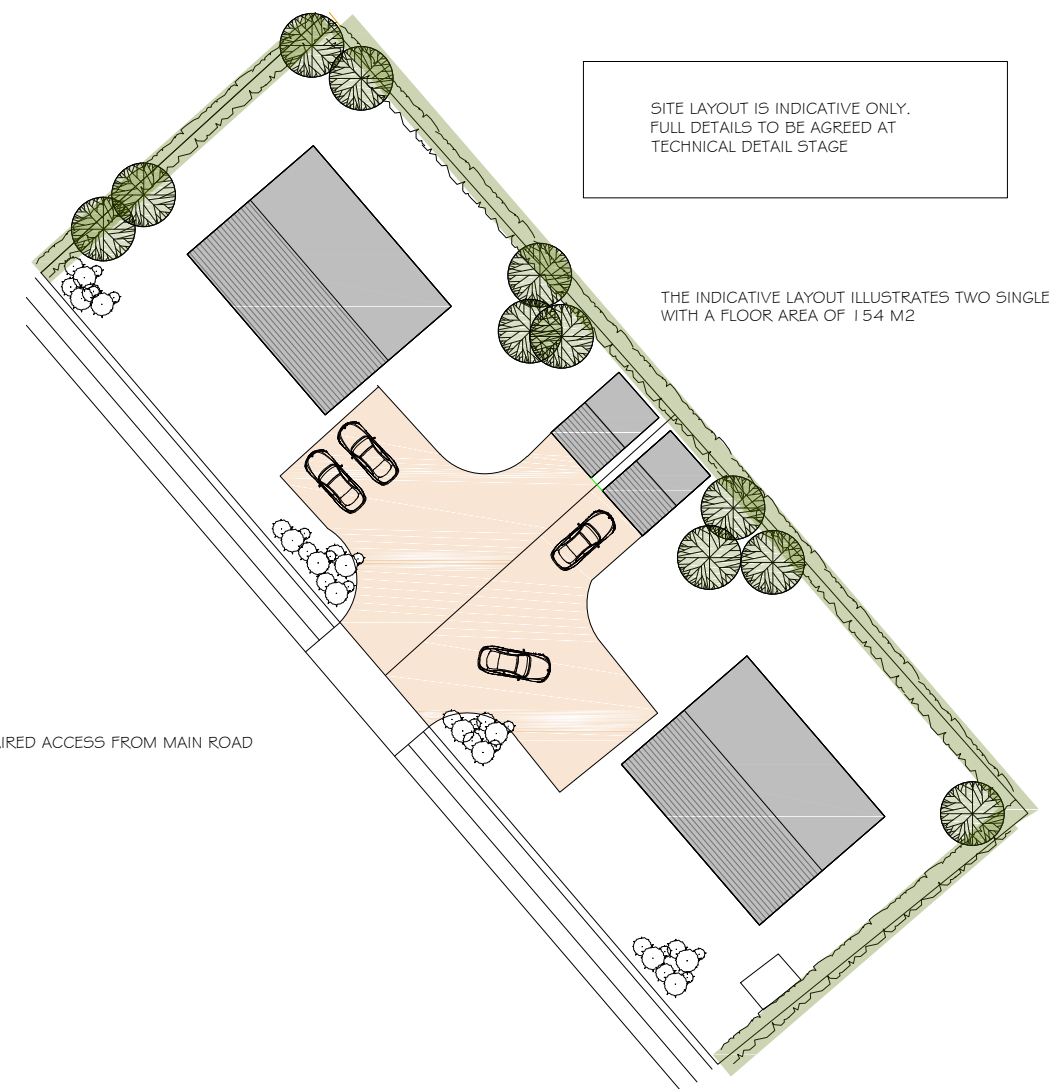 SITE LAYOUT IS INDICATIVE ONLY.
FULL DETAILS TO BE AGREED AT
TECHNICAL DETAIL STAGE
THE INDICATIVE LAYOUT ILLUSTRATES TWO SINGLE
WITH A FLOOR AREA OF 154 M2
ACCESS FROM MAIN ROAD